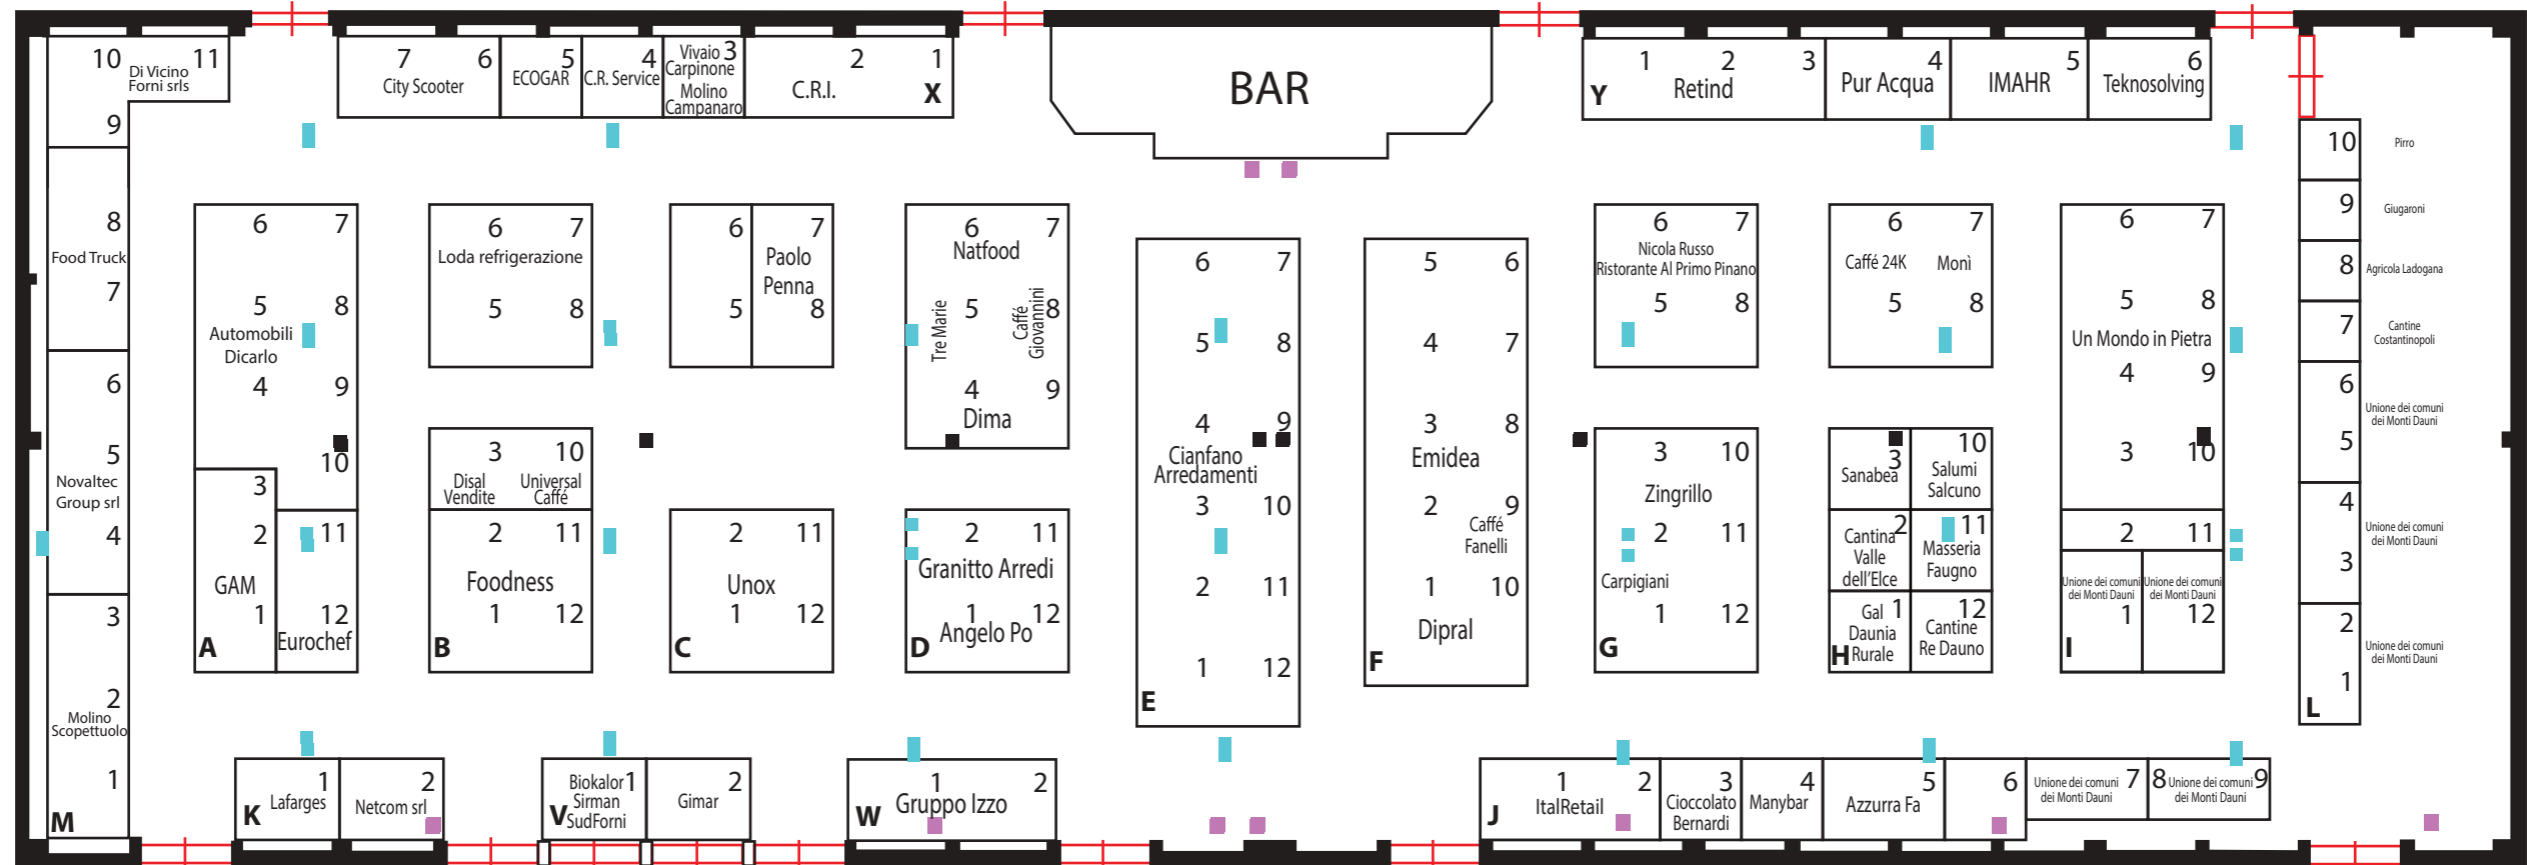 10 11
Di Vicino
Forni srls
9
8
Food Truck
7
6
5
Novaltec
Group srl
4
3
2
Molino
Scopettuolo
1
M
7 6
City Scooter
5
ECOGAR
4
C.R. Service
Vivaio 3
Carpinone
Molino
Campanaro
2 1
C.R.I.
X
BAR
1 2 3
Retind
Y
4
Pur Acqua
5
IMAHR
6
Teknosolving
6 7
5 8
Automobili
Dicarlo
4 9
10
3
2
GAM
1
A
11
12
Eurochef
6 7
Loda refrigerazione
5 8
3 10
Disal
Vendite
Universal
Caffé
2 11
Foodness
1 12
B
6
5
7
Paolo
Penna
8
2 11
Unox
1 12
C
6 7
Natfood
5 8
Tre Marie
Caffé
Giovannini
4 9
Dima
2 11
Granitto Arredi
1 12
Angelo Po
D
6 7
5 8
4 9
Cianfano
Arredamenti
3 10
2 11
1 12
E
5 6
4 7
3 8
Emidea
2 9
Caffé
Fanelli
1 10
Dipral
F
6 7
Nicola Russo
Ristorante Al Primo Pinano
5 8
3 10
Zingrillo
2 11
Carpigiani
1 12
G
6 7
Caffé 24K Monì
5 8
3
Sanabea
10
Salumi
Salcuno
2
Cantina
Valle
dell'Elce
11
Masseria
Faugno
Gal 1
Daunia
Rurale
H
12
Cantine
Re Dauno
6 7
5 8
Un Mondo in Pietra
4 9
3 10
2 11
Unione dei comuni
dei Monti Dauni
1
Unione dei comuni
dei Monti Dauni
12
I
10 Pirro
9 Giugaroni
8 Agricola Ladogana
7 Cantine
Costantinopoli
6
Unione dei comuni
dei Monti Dauni
5
4
Unione dei comuni
dei Monti Dauni
3
2
Unione dei comuni
dei Monti Dauni
1
L
1
Lafarges
K
2
Netcom srl
Biokalor 1
Sirman
SudForni
V
2
Gimar
1 2
Gruppo Izzo
W
1 2
ItalRetail
J
3
Cioccolato
Bernardi
4
Manybar
5
Azzurra Fa
6
Unione dei comuni 7
dei Monti Dauni
8 Unione dei comuni 9
dei Monti Dauni